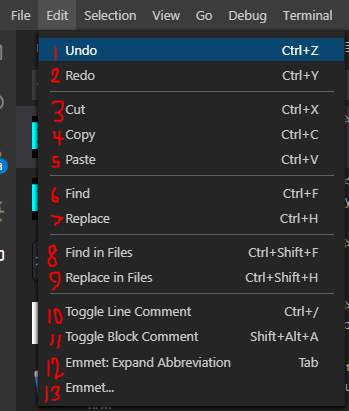 File Edit Selection View Go Debug Terminal
1 Undo Ctrl+Z
2 Redo Ctrl+Y
3 Cut Ctrl+X
4 Copy Ctrl+C
5 Paste Ctrl+V
6 Find Ctrl+F
7 Replace Ctrl+H
8 Find in Files Ctrl+Shift+F
9 Replace in Files Ctrl+Shift+H
10 Toggle Line Comment Ctrl+/
11 Toggle Block Comment Shift+Alt+A
12 Emmet: Expand Abbreviation Tab
13 Emmet...